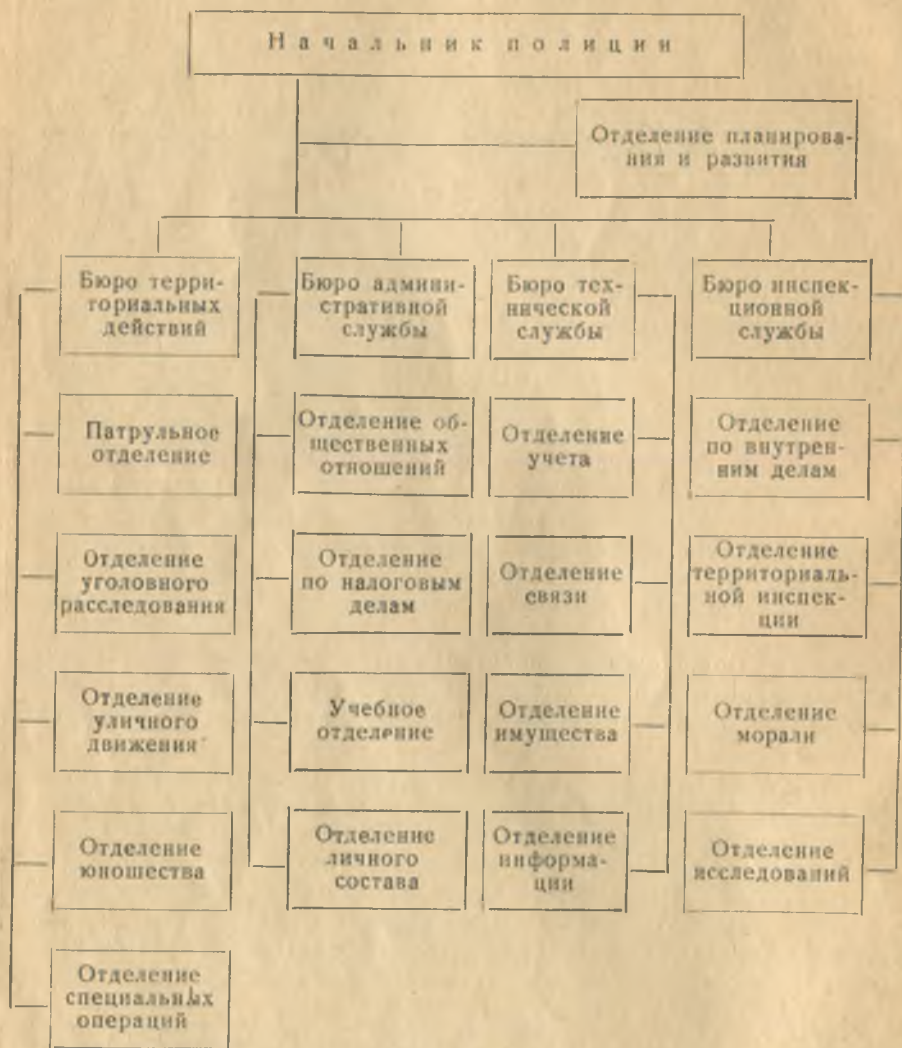 Начальник полиции
Отделение планирова-
ния и развития
Бюро терри-
ториальных
действий
Бюро админи-
стративной
службы
Бюро тех-
нической
службы
Бюро инспек-
ционной
службы
Патрульное
отделение
Отделение об-
щественных
отношений
Отделение
учета
Отделение
по внутрен-
ним делам
Отделение
уголовного
расследования
Отделение
по налоговым
делам
Отделение
связи
Отделение
территориаль-
ной инспек-
ции
Отделение
уличного
движения
Учебное
отделение
Отделение
имущества
Отделение
морали
Отделение
юношества
Отделение
личного
состава
Отделение
информа-
ции
Отделение
исследований
Отделение
специальных
операций